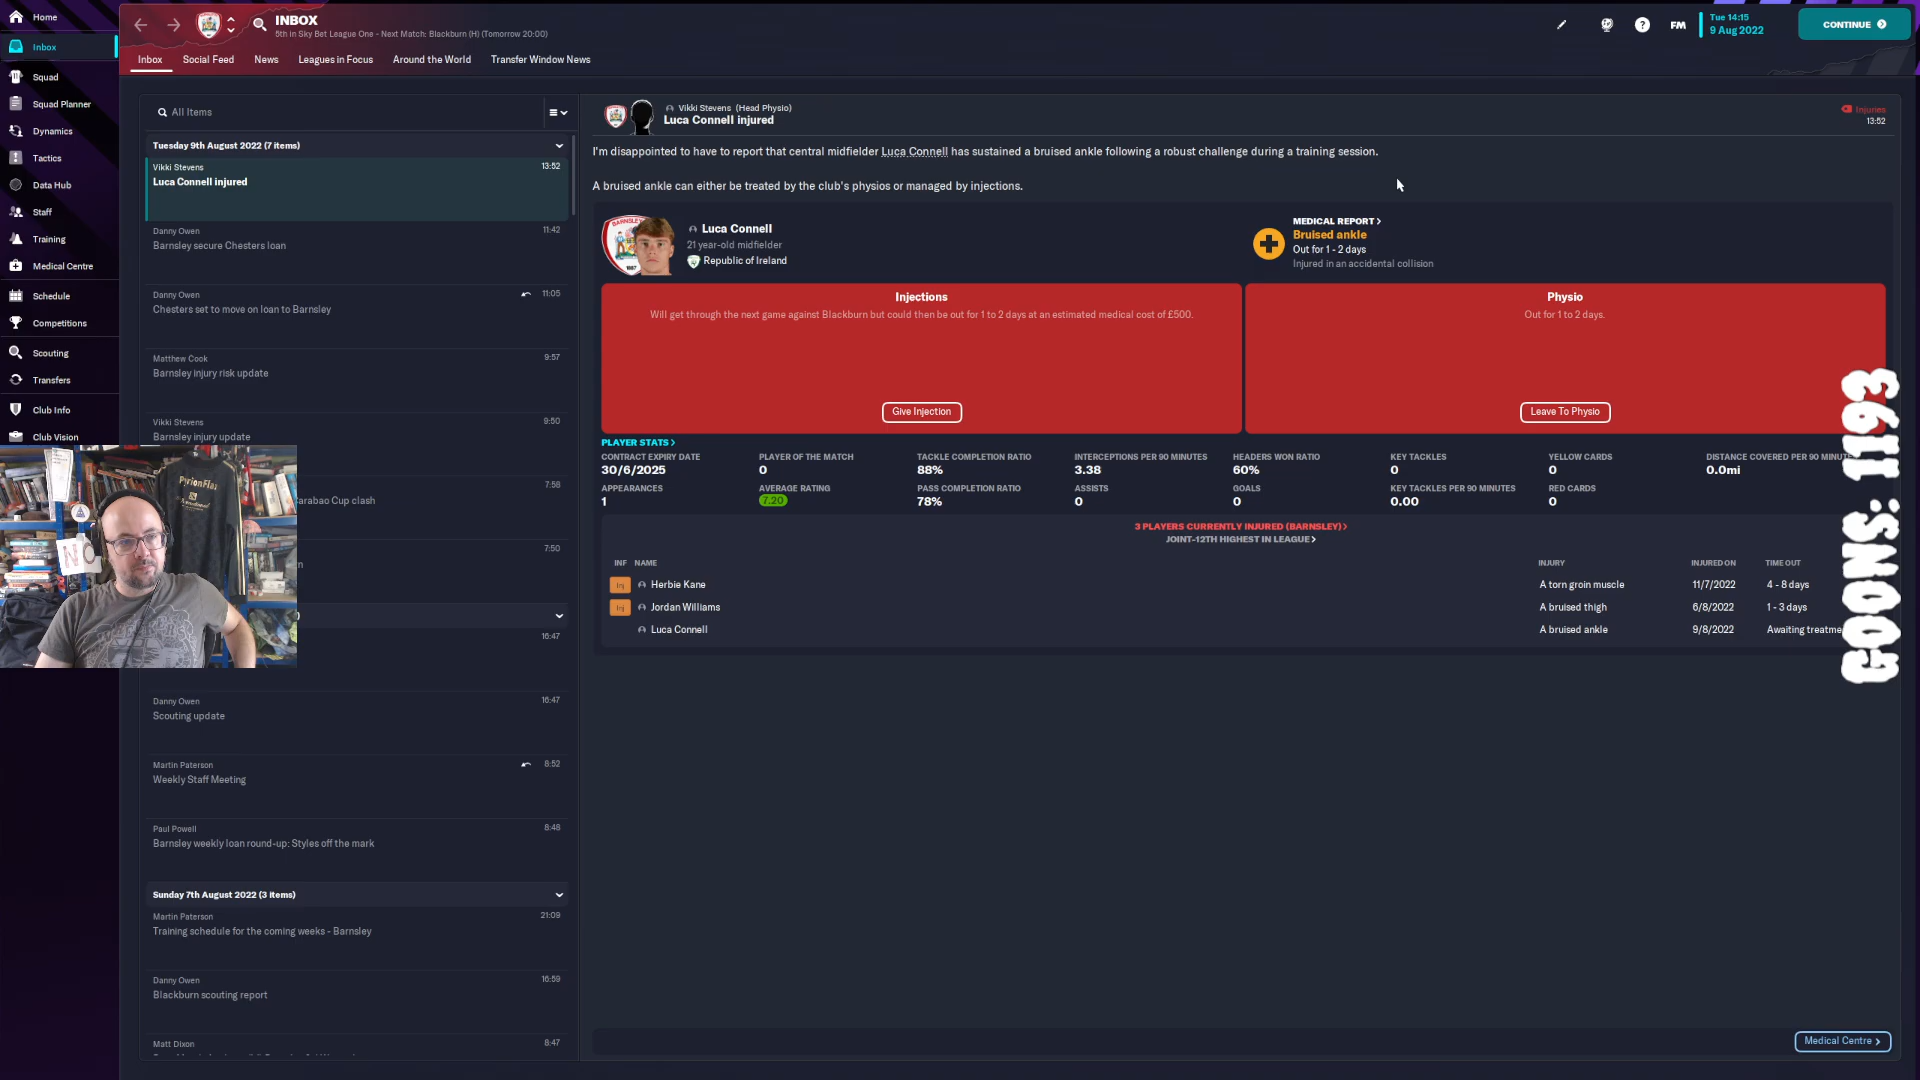 Home
Inbox
Squad
Squad Planner
Dynamics
Tactics
Data Hub
Staff
Training
Medical Centre
Schedule
Competitions
Scouting
Transfers
Club Info
Club Vision
INBOX
5th in Sky Bet League One - Next Match: Blackburn (H) (Tomorrow 20:00)
FM
Tue 14:15
9 Aug 2022
CONTINUE
Inbox Social Feed News Leagues in Focus Around the World Transfer Window News
All Items
Tuesday 9th August 2022 (7 items)
Vikki Stevens 13:52
Luca Connell injured
Danny Owen 11:42
Barnsley secure Chesters loan
Danny Owen 11:05
Chesters set to move on loan to Barnsley
Matthew Cook 9:57
Barnsley injury risk update
Vikki Stevens 9:50
Barnsley injury update
7:58
Carabao Cup clash
7:50
16:47
Danny Owen 16:47
Scouting update
Martin Paterson 8:52
Weekly Staff Meeting
Paul Powell 8:48
Barnsley weekly loan round-up: Styles off the mark
Sunday 7th August 2022 (3 items)
Martin Paterson 21:09
Training schedule for the coming weeks - Barnsley
Danny Owen 16:59
Blackburn scouting report
Matt Dixon 8:47
Vikki Stevens (Head Physio)
Luca Connell injured
Injuries
13:52
I'm disappointed to have to report that central midfielder Luca Connell has sustained a bruised ankle following a robust challenge during a training session.
A bruised ankle can either be treated by the club's physios or managed by injections.
BARNSLEY
Luca Connell
21 year-old midfielder
Republic of Ireland
MEDICAL REPORT
Bruised ankle
Out for 1 - 2 days
Injured in an accidental collision
Injections
Will get through the next game against Blackburn but could then be out for 1 to 2 days at an estimated medical cost of £500.
Give Injection
Physio
Out for 1 to 2 days.
Leave To Physio
PLAYER STATS
CONTRACT EXPIRY DATE PLAYER OF THE MATCH TACKLE COMPLETION RATIO INTERCEPTIONS PER 90 MINUTES HEADERS WON RATIO KEY TACKLES YELLOW CARDS DISTANCE COVERED PER 90 MINUTE
30/6/2025 0 88% 3.38 60% 0 0 0.0mi
APPEARANCES AVERAGE RATING PASS COMPLETION RATIO ASSISTS GOALS KEY TACKLES PER 90 MINUTES RED CARDS
1 7.20 78% 0 0 0.00 0
3 PLAYERS CURRENTLY INJURED (BARNSLEY)
JOINT-12TH HIGHEST IN LEAGUE
INF NAME INJURY INJURED ON TIME OUT
Inj Herbie Kane A torn groin muscle 11/7/2022 4 - 8 days
Inj Jordan Williams A bruised thigh 6/8/2022 1 - 3 days
Luca Connell A bruised ankle 9/8/2022 Awaiting treatme
Medical Centre
GOONS: 1193